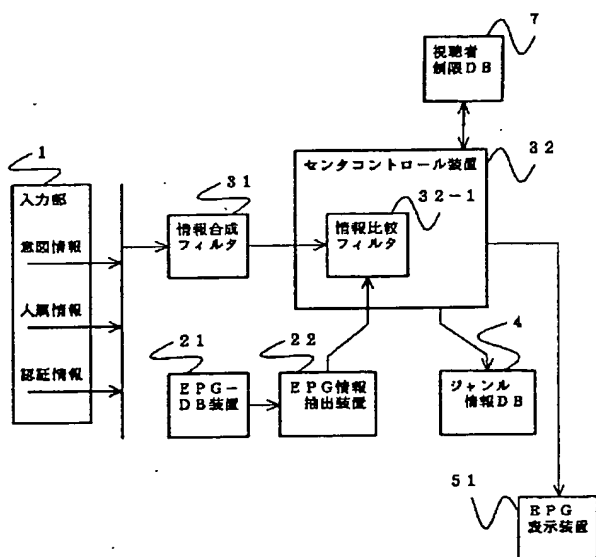 7
視聴者
制限DB
1
入力部
意図情報
人属情報
認証情報
31
情報合成
フィルタ
センタコントロール装置
32
32-1
情報比較
フィルタ
21
EPG-
DB装置
22
EPG情報
抽出装置
4
ジャンル
情報DB
51
EPG
表示装置